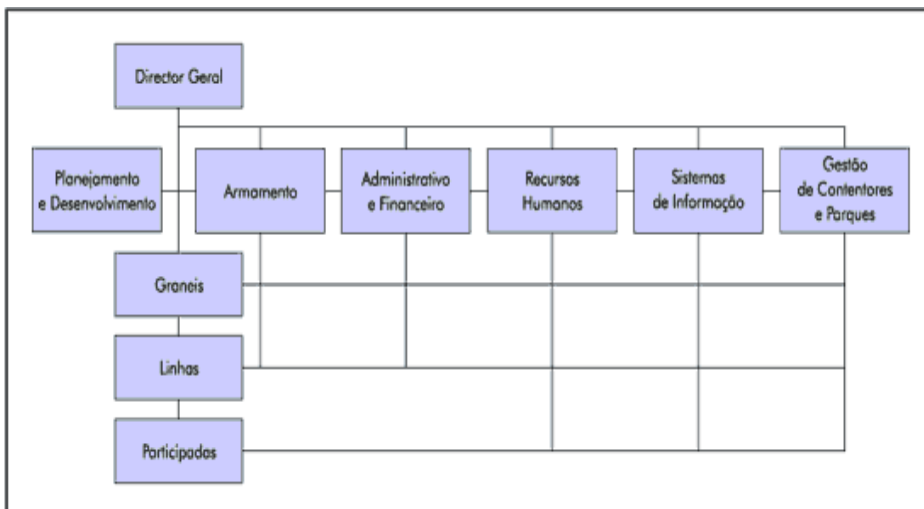 Director Geral
Planejamento
e Desenvolvimento
Armamento
Administrativo
e Financeiro
Recursos
Humanos
Sistemas
de Informação
Gestão
de Contentores
e Parques
Graneis
Linhas
Participadas